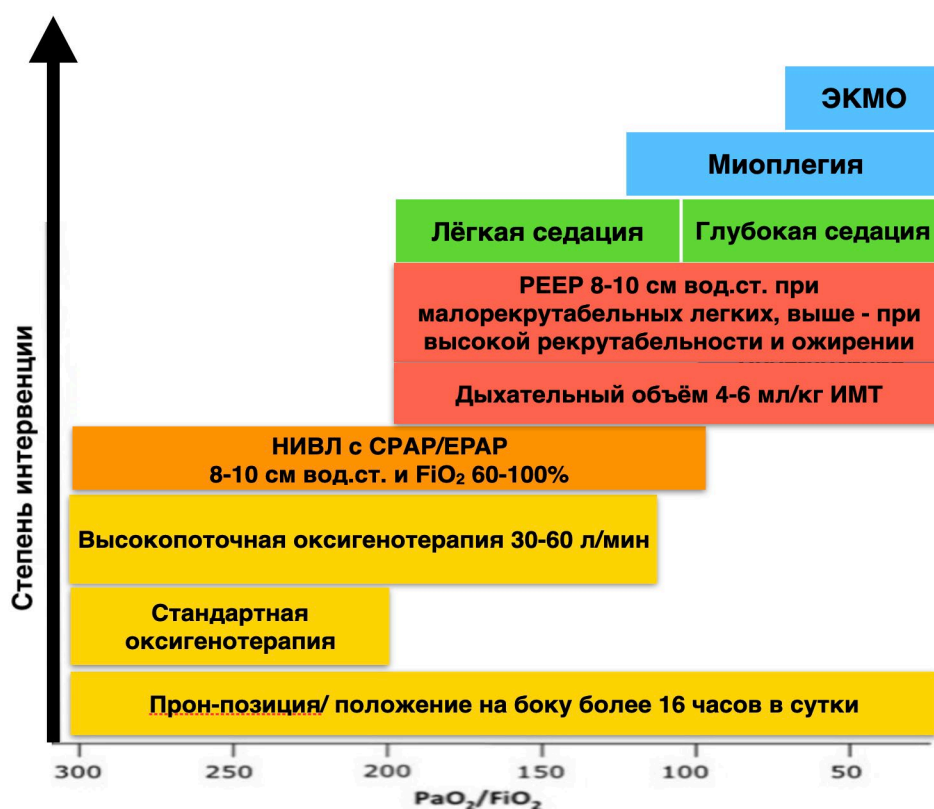 ЭКМО
Миоплегия
Лёгкая седация
Глубокая седация
PEEP 8-10 см вод.ст. при
малорекрутабельных легких, выше - при
высокой рекрутабельности и ожирении
Дыхательный объём 4-6 мл/кг ИМТ
НИВЛ с CPAP/EPAP
8-10 см вод.ст. и FiO₂ 60-100%
Высокопоточная оксигенотерапия 30-60 л/мин
Стандартная
оксигенотерапия
Прон-позиция/ положение на боку более 16 часов в сутки
Степень интервенции
300 250 200 150 100 50
PaO₂/FiO₂